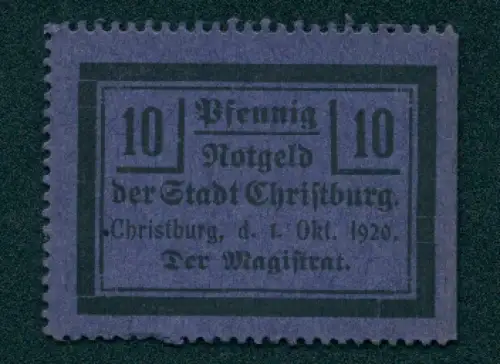 10 Pfennig 10
Notgeld
der Stadt Christburg.
Christburg, d. 1. Okt. 1920.
Der Magistrat.